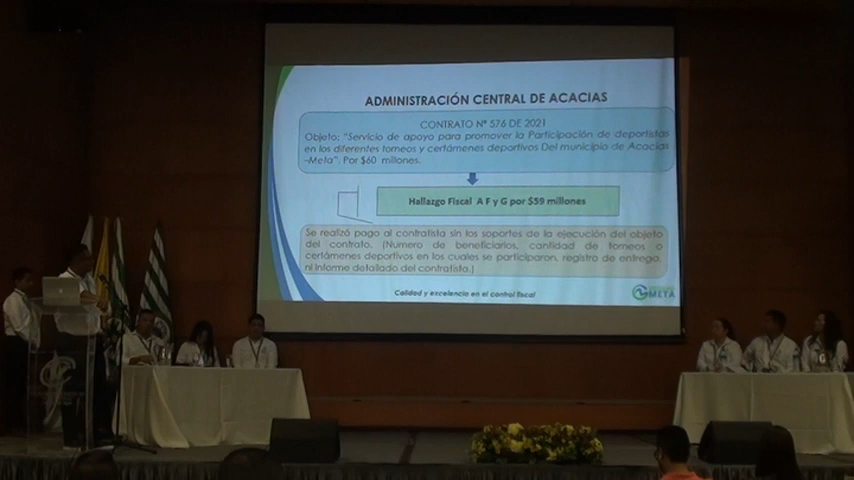 ADMINISTRACIÓN CENTRAL DE ACACIAS
CONTRATO Nº 576 DE 2021
Objeto: "Servicio de apoyo para promover la Participación de deportistas
en los diferentes torneos y certámenes deportivos Del municipio de Acacias
–Meta". Por $60 millones.
Hallazgo Fiscal A F y G por $59 millones
Se realizó pago al contratista sin los soportes de la ejecución del objeto
del contrato. (Numero de beneficiarios, cantidad de torneos o
certámenes deportivos en los cuales se participaron, registro de entrega,
ni Informe detallado del contratista.)
Calidad y excelencia en el control fiscal
META